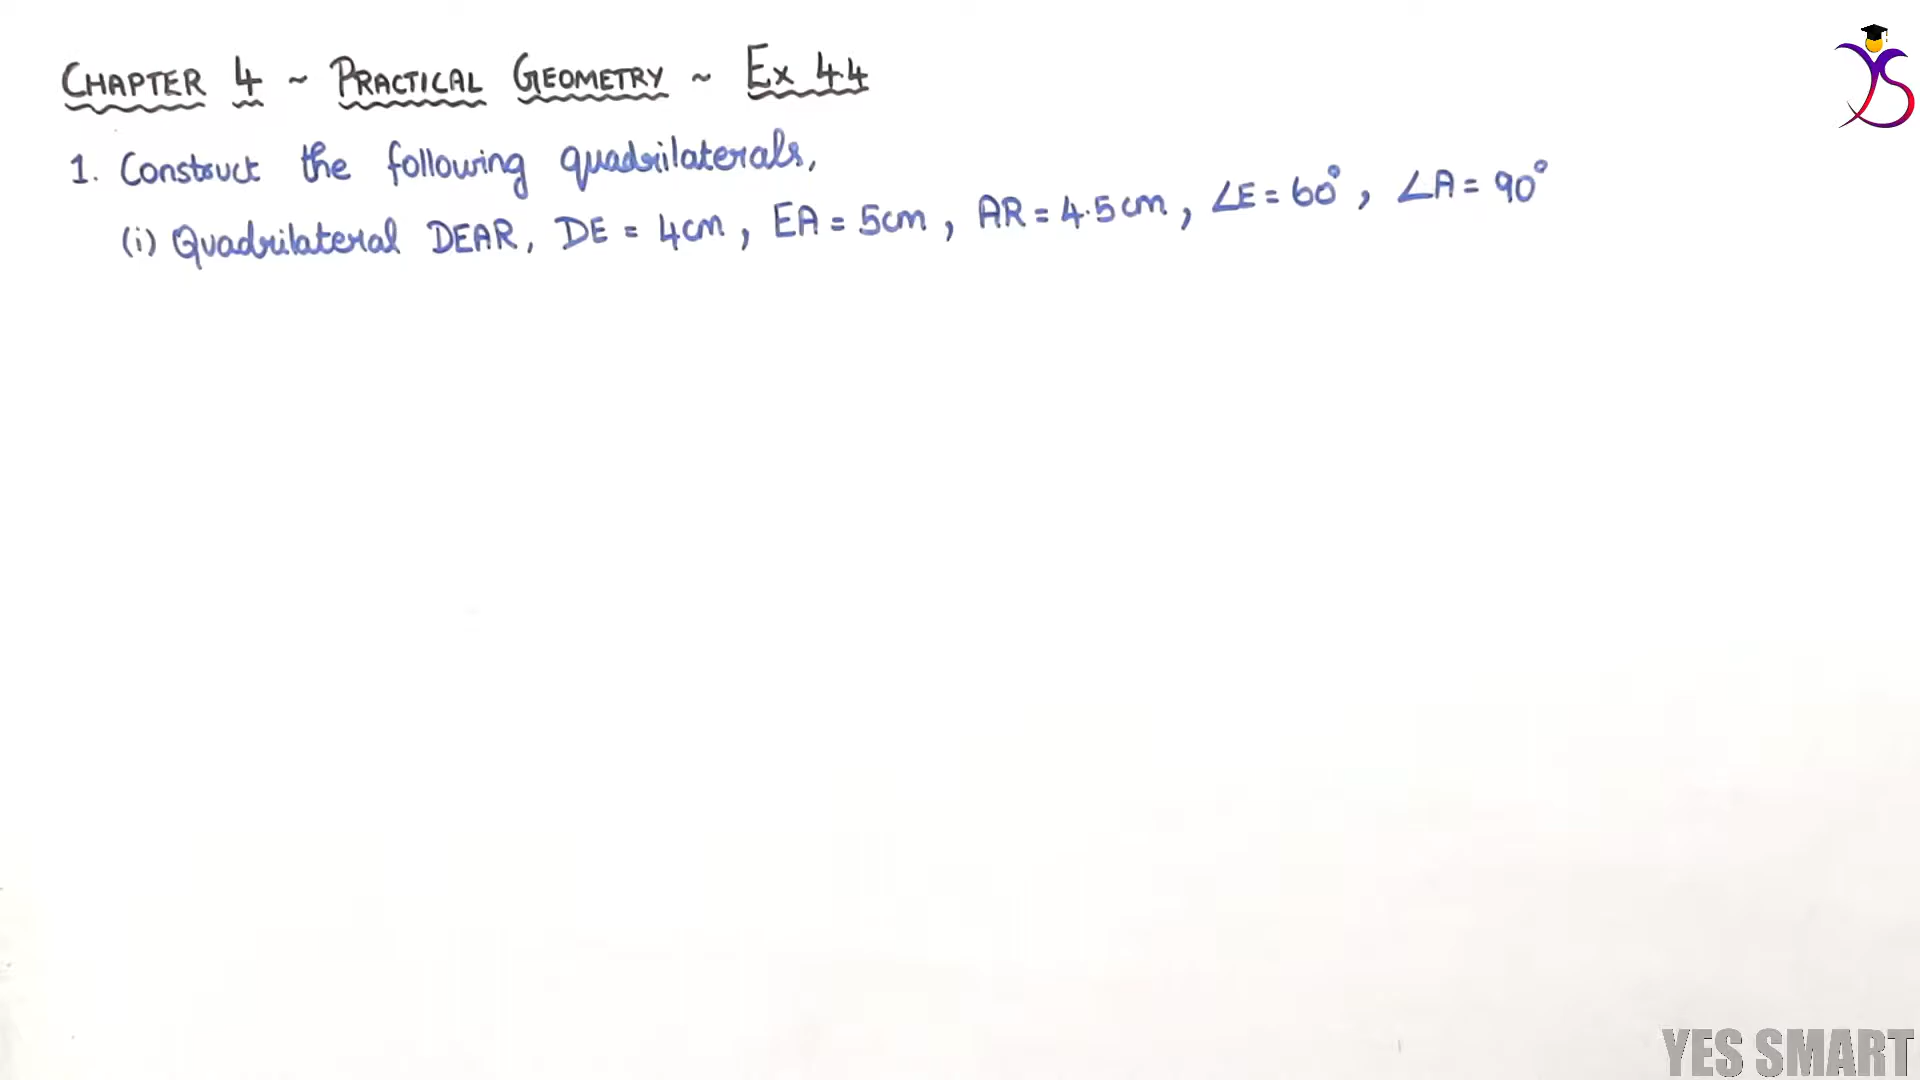 CHAPTER 4 ~ PRACTICAL GEOMETRY ~ Ex 4.4
1. Construct the following quadrilaterals,
(i) Quadrilateral DEAR, DE = 4cm, EA = 5cm, AR = 4.5cm, ∠E = 60°, ∠A = 90°
YES SMART